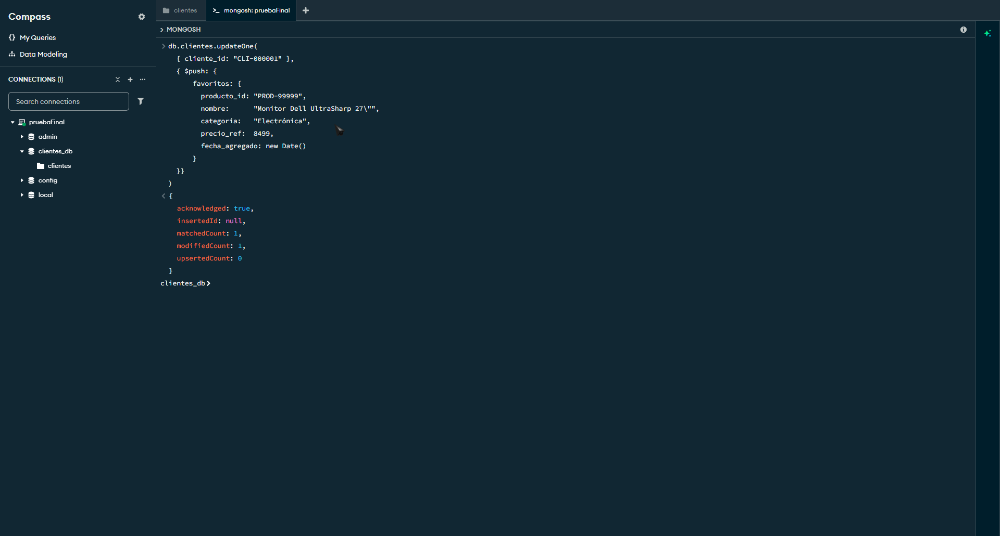 Compass
My Queries
Data Modeling
CONNECTIONS (1)
Search connections
pruebaFinal
admin
clientes_db
clientes
config
local
clientes
>_ mongosh: pruebaFinal
>_MONGOSH
db.clientes.updateOne(
{ cliente_id: "CLI-000001" },
{ $push: {
favoritos: {
producto_id: "PROD-99999",
nombre:      "Monitor Dell UltraSharp 27\"",
categoria:   "Electrónica",
precio_ref:  8499,
fecha_agregado: new Date()
}
}}
)
{
acknowledged: true,
insertedId: null,
matchedCount: 1,
modifiedCount: 1,
upsertedCount: 0
}
clientes_db>